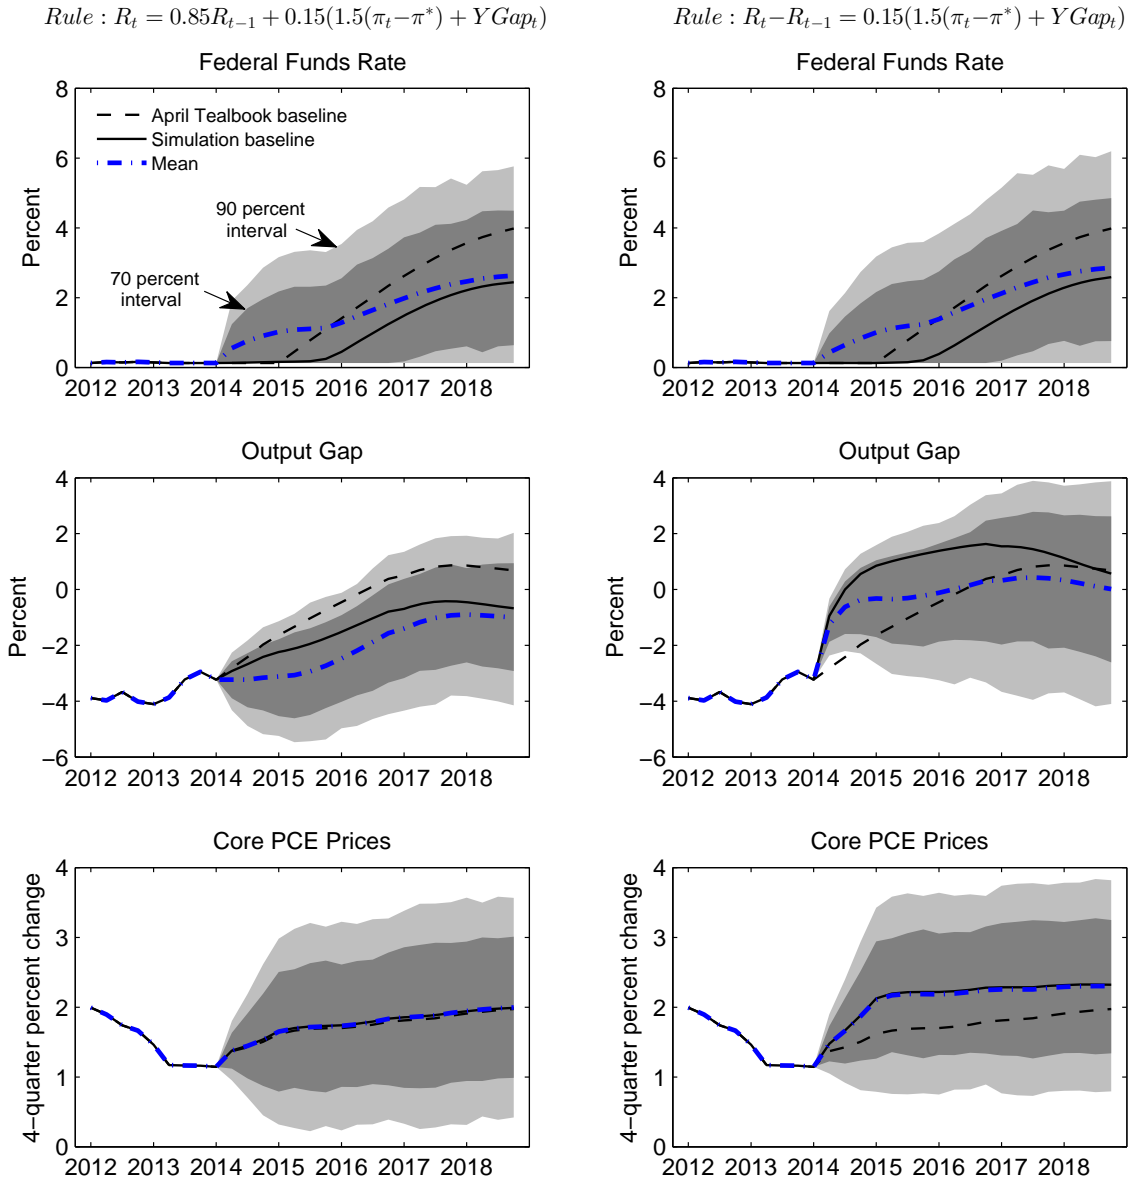 Rule : R_t = 0.85R_{t−1} + 0.15(1.5(π_t−π*) + Y Gap_t)
Federal Funds Rate
8
6
4
2
0
Percent
April Tealbook baseline
Simulation baseline
Mean
90 percent
interval
70 percent
interval
2012 2013 2014 2015 2016 2017 2018
Rule : R_t−R_{t−1} = 0.15(1.5(π_t−π*) + Y Gap_t)
Federal Funds Rate
8
6
4
2
0
Percent
2012 2013 2014 2015 2016 2017 2018
Output Gap
4
2
0
−2
−4
−6
Percent
2012 2013 2014 2015 2016 2017 2018
Output Gap
4
2
0
−2
−4
−6
Percent
2012 2013 2014 2015 2016 2017 2018
Core PCE Prices
4
3
2
1
0
4−quarter percent change
2012 2013 2014 2015 2016 2017 2018
Core PCE Prices
4
3
2
1
0
4−quarter percent change
2012 2013 2014 2015 2016 2017 2018